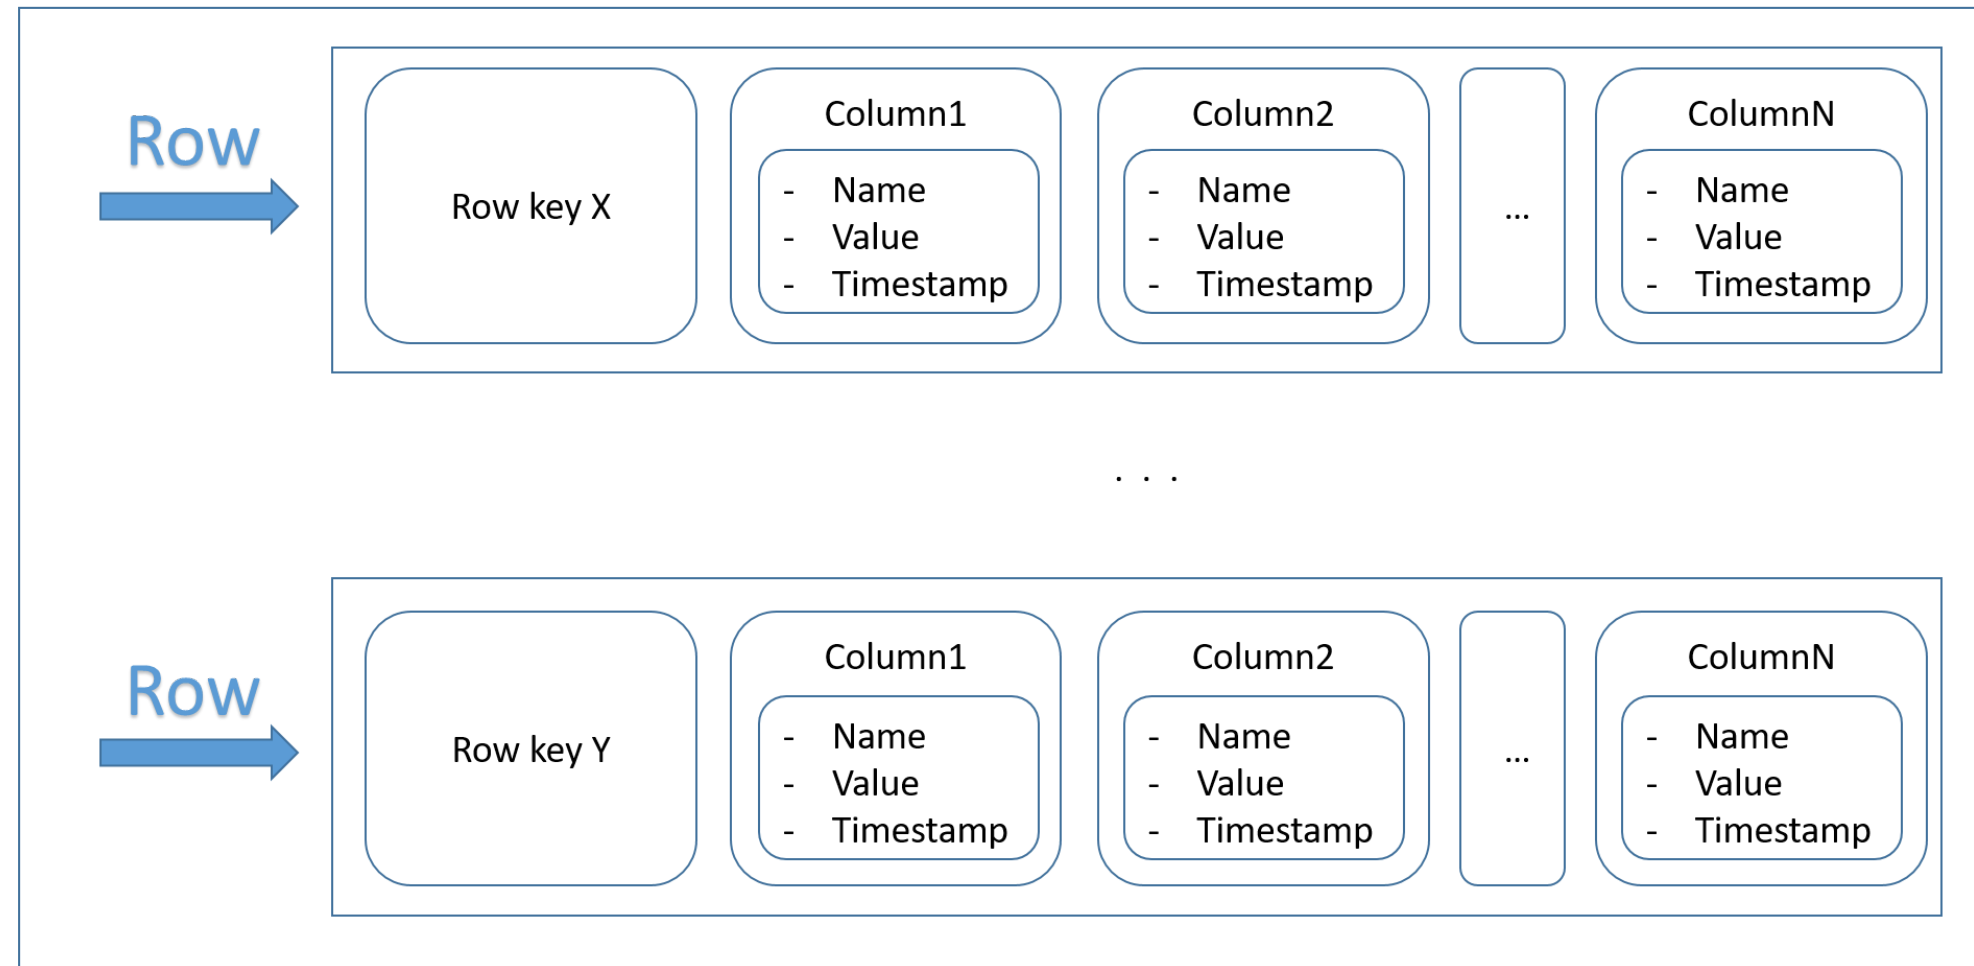 Row
Row key X
Column1
- Name
- Value
- Timestamp
Column2
- Name
- Value
- Timestamp
...
ColumnN
- Name
- Value
- Timestamp
. . .
Row
Row key Y
Column1
- Name
- Value
- Timestamp
Column2
- Name
- Value
- Timestamp
...
ColumnN
- Name
- Value
- Timestamp